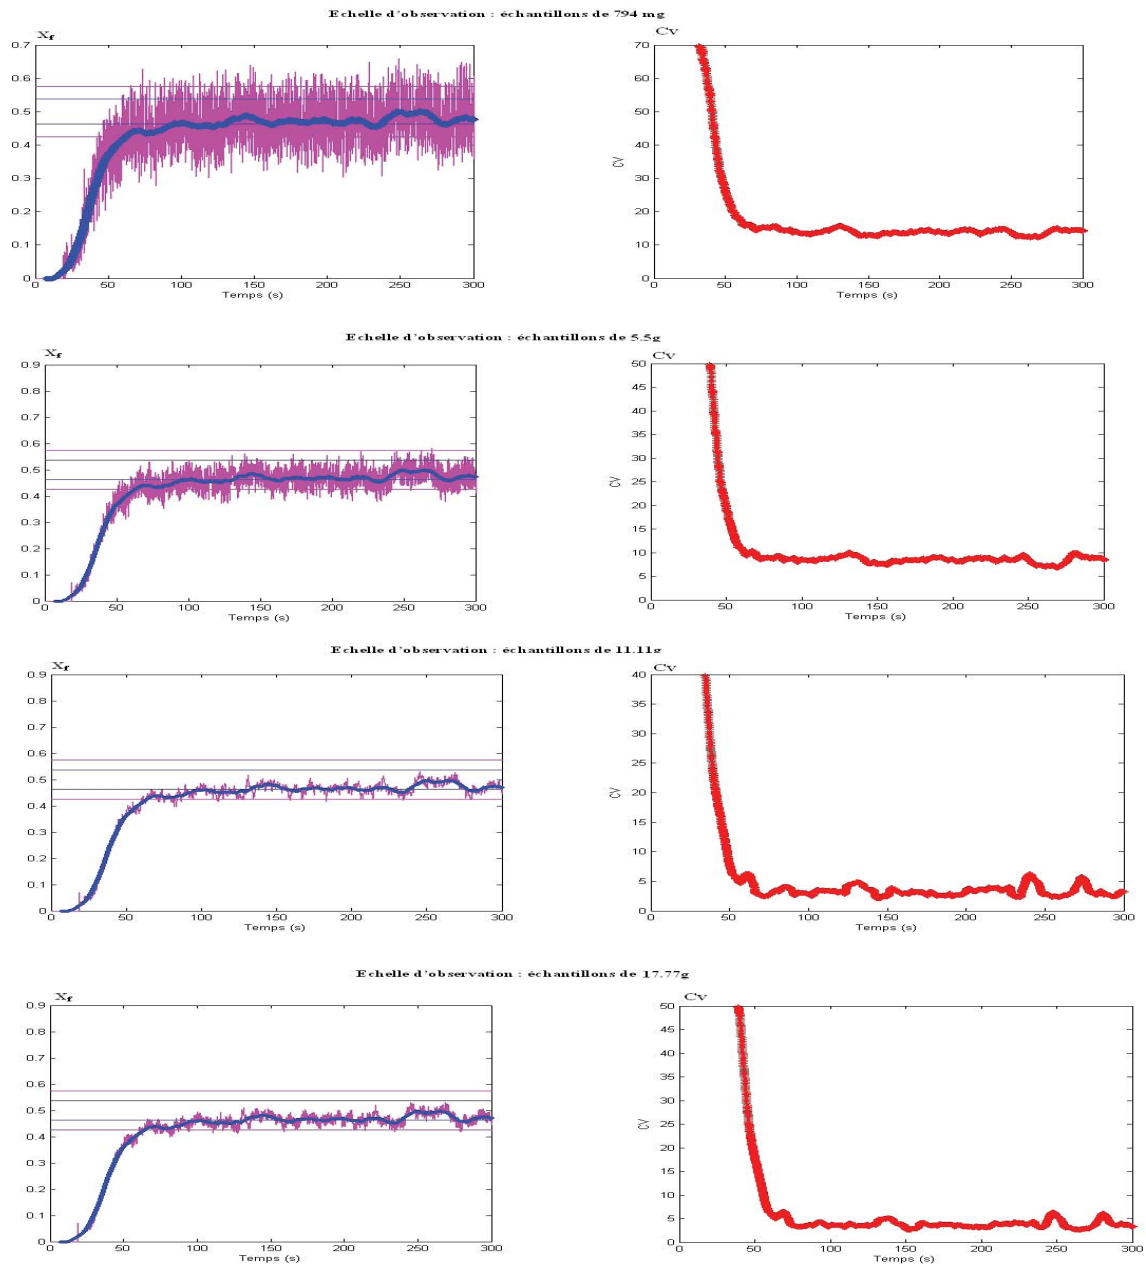 Echelle d'observation : échantillons de 794 mg
Xf
0.7
0.6
0.5
0.4
0.3
0.2
0.1
0
0 50 100 150 200 250 300
Temps (s)
Cv
70
60
50
40
30
20
10
0
CV
0 50 100 150 200 250 300
Temps (s)
Echelle d'observation : échantillons de 5.5g
Xf
0.9
0.8
0.7
0.6
0.5
0.4
0.3
0.2
0.1
0
0 50 100 150 200 250 300
Temps (s)
Cv
50
45
40
35
30
25
20
15
10
5
0
CV
0 50 100 150 200 250 300
Temps (s)
Echelle d'observation : échantillons de 11.11g
Xf
0.9
0.8
0.7
0.6
0.5
0.4
0.3
0.2
0.1
0
0 50 100 150 200 250 300
Temps (s)
Cv
40
35
30
25
20
15
10
5
0
CV
0 50 100 150 200 250 300
Temps (s)
Echelle d'observation : échantillons de 17.77g
Xf
0.9
0.8
0.7
0.6
0.5
0.4
0.3
0.2
0.1
0
0 50 100 150 200 250 300
Temps (s)
Cv
50
45
40
35
30
25
20
15
10
5
0
CV
0 50 100 150 200 250 300
Temps (s)